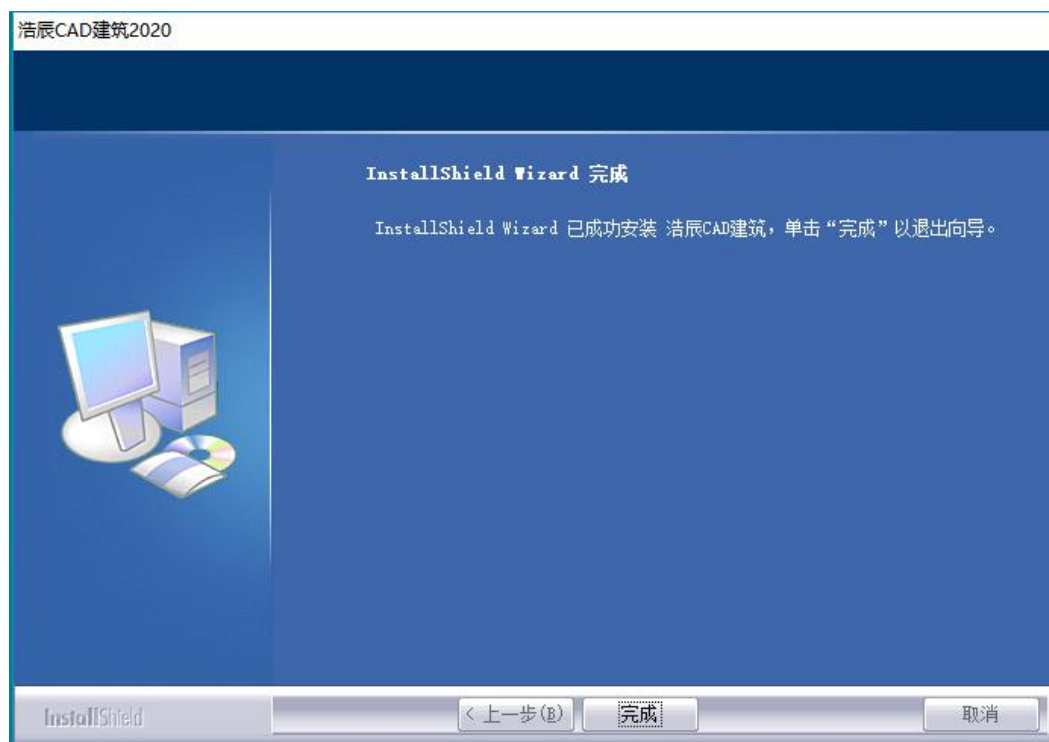 浩辰CAD建筑2020
InstallShield Wizard 完成
InstallShield Wizard 已成功安装 浩辰CAD建筑，单击“完成”以退出向导。
InstallShield
< 上一步(B)
完成
取消